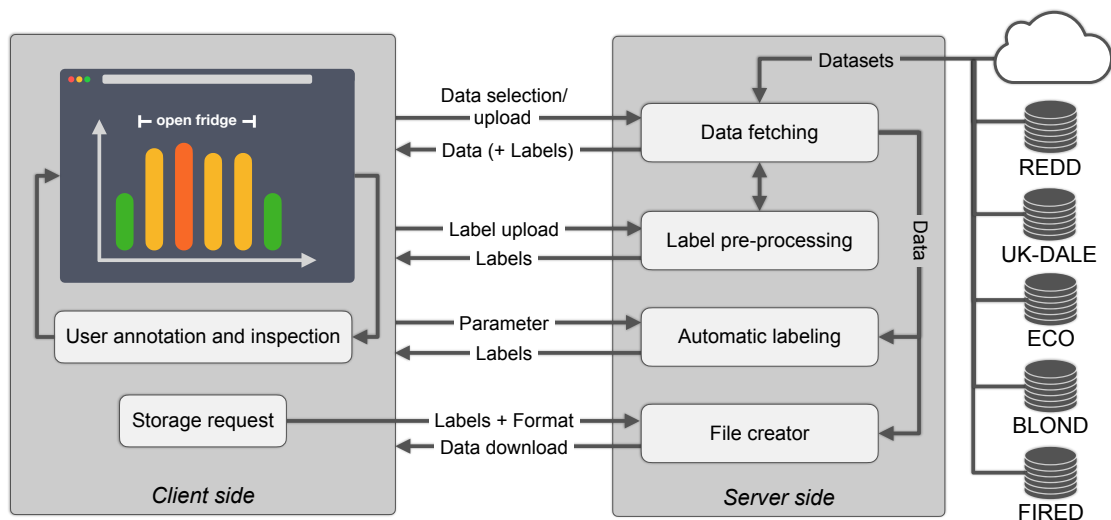 open fridge
User annotation and inspection
Storage request
Client side
Data selection/
upload
Data (+ Labels)
Label upload
Labels
Parameter
Labels
Labels + Format
Data download
Datasets
Data fetching
Label pre-processing
Data
Automatic labeling
File creator
Server side
REDD
UK-DALE
ECO
BLOND
FIRED